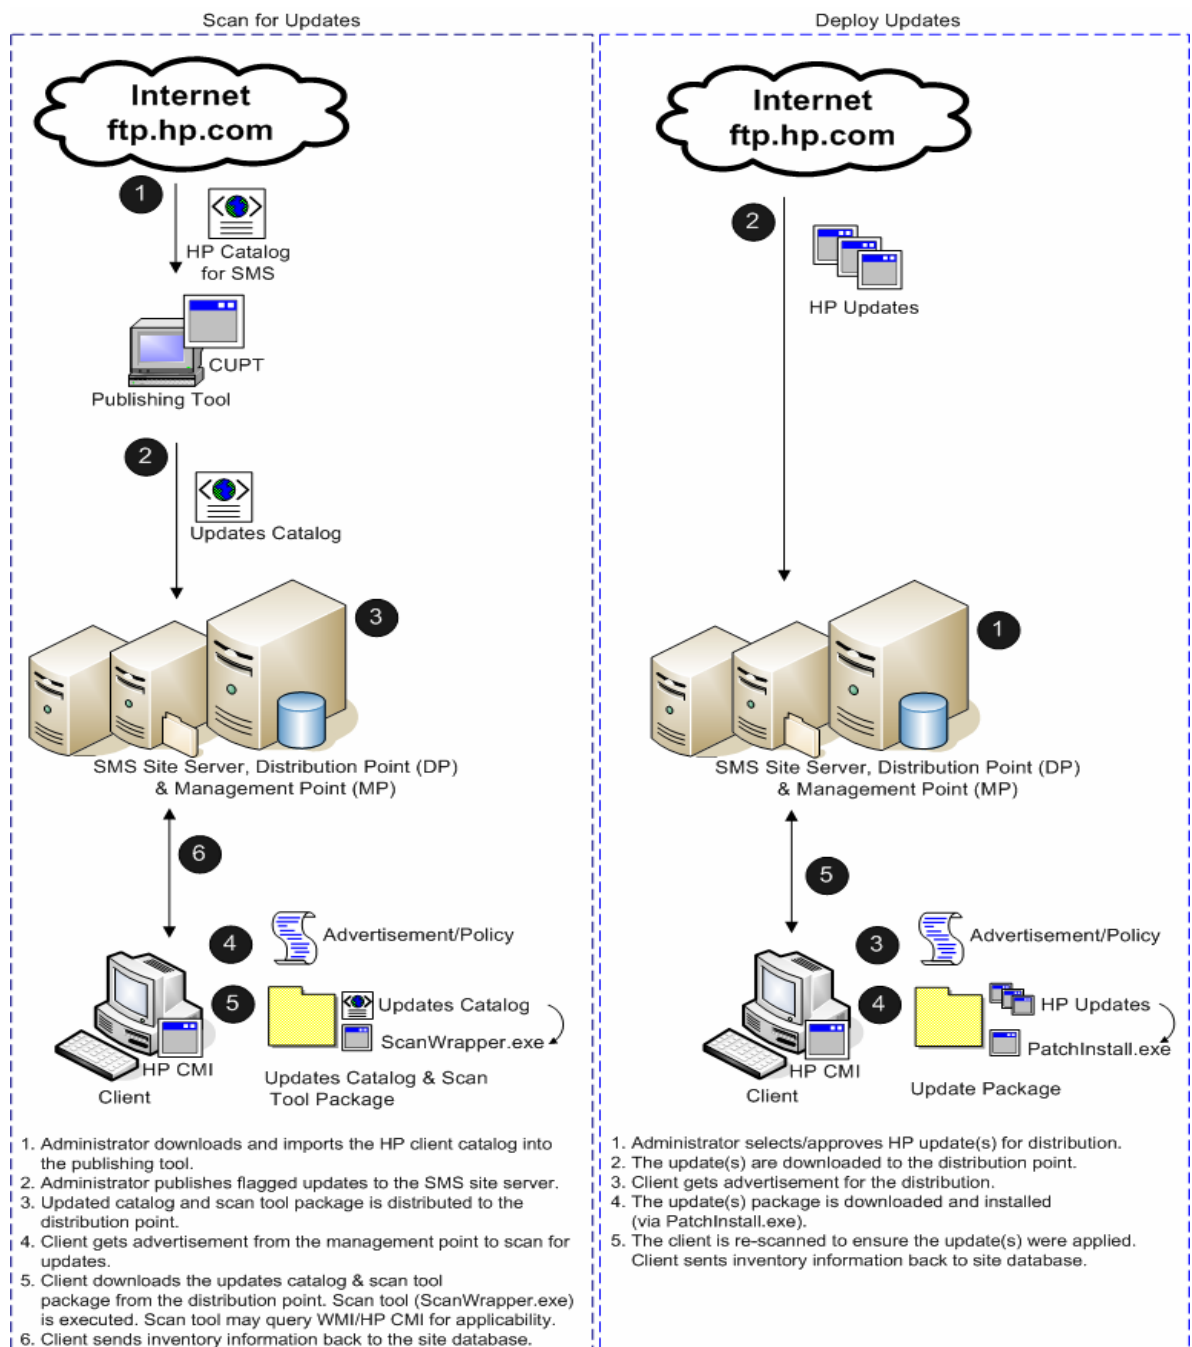 Scan for Updates
Internet
ftp.hp.com
1
HP Catalog
for SMS
CUPT
Publishing Tool
2
Updates Catalog
3
SMS Site Server, Distribution Point (DP)
& Management Point (MP)
6
4
Advertisement/Policy
5
Updates Catalog
ScanWrapper.exe
HP CMI
Client
Updates Catalog & Scan
Tool Package
1. Administrator downloads and imports the HP client catalog into
the publishing tool.
2. Administrator publishes flagged updates to the SMS site server.
3. Updated catalog and scan tool package is distributed to the
distribution point.
4. Client gets advertisement from the management point to scan for
updates.
5. Client downloads the updates catalog & scan tool
package from the distribution point. Scan tool (ScanWrapper.exe)
is executed. Scan tool may query WMI/HP CMI for applicability.
6. Client sends inventory information back to the site database.
Deploy Updates
Internet
ftp.hp.com
2
HP Updates
1
SMS Site Server, Distribution Point (DP)
& Management Point (MP)
5
3
Advertisement/Policy
4
HP Updates
PatchInstall.exe
HP CMI
Client
Update Package
1. Administrator selects/approves HP update(s) for distribution.
2. The update(s) are downloaded to the distribution point.
3. Client gets advertisement for the distribution.
4. The update(s) package is downloaded and installed
(via PatchInstall.exe).
5. The client is re-scanned to ensure the update(s) were applied.
Client sents inventory information back to site database.